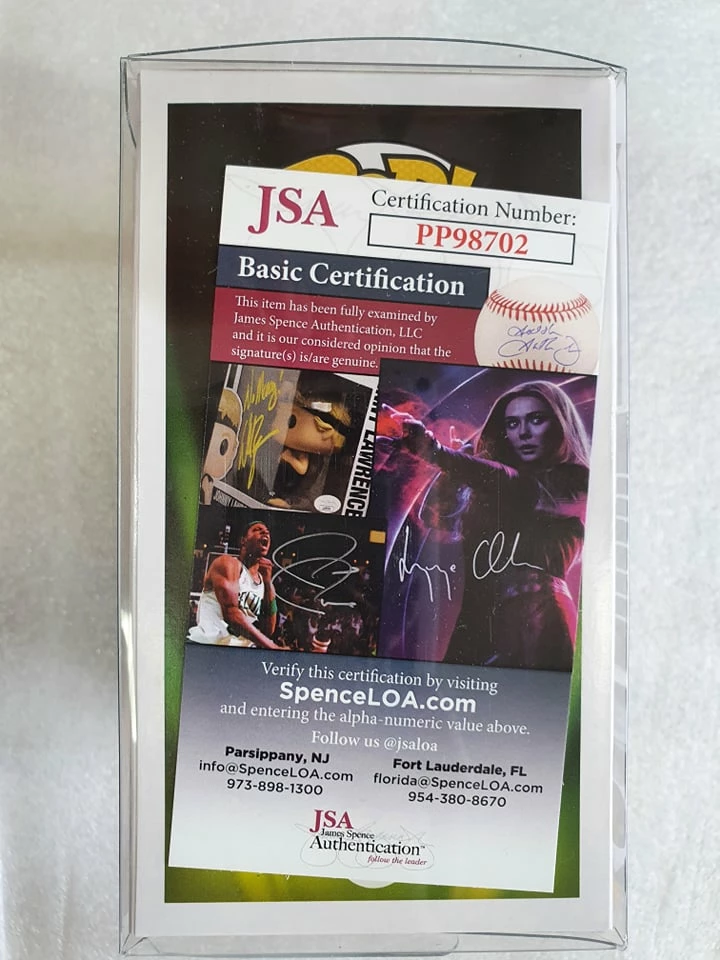 JSA
Certification Number:
PP98702
Basic Certification
This item has been fully examined by
James Spence Authentication, LLC
and it is our considered opinion that the
signature(s) is/are genuine.
LAWRENCE
Verify this certification by visiting
SpenceLOA.com
and entering the alpha-numeric value above.
Follow us @jsaloa
Parsippany, NJ
info@SpenceLOA.com
973-898-1300
Fort Lauderdale, FL
florida@SpenceLOA.com
954-380-8670
JSA
James Spence
Authentication™
follow the leader